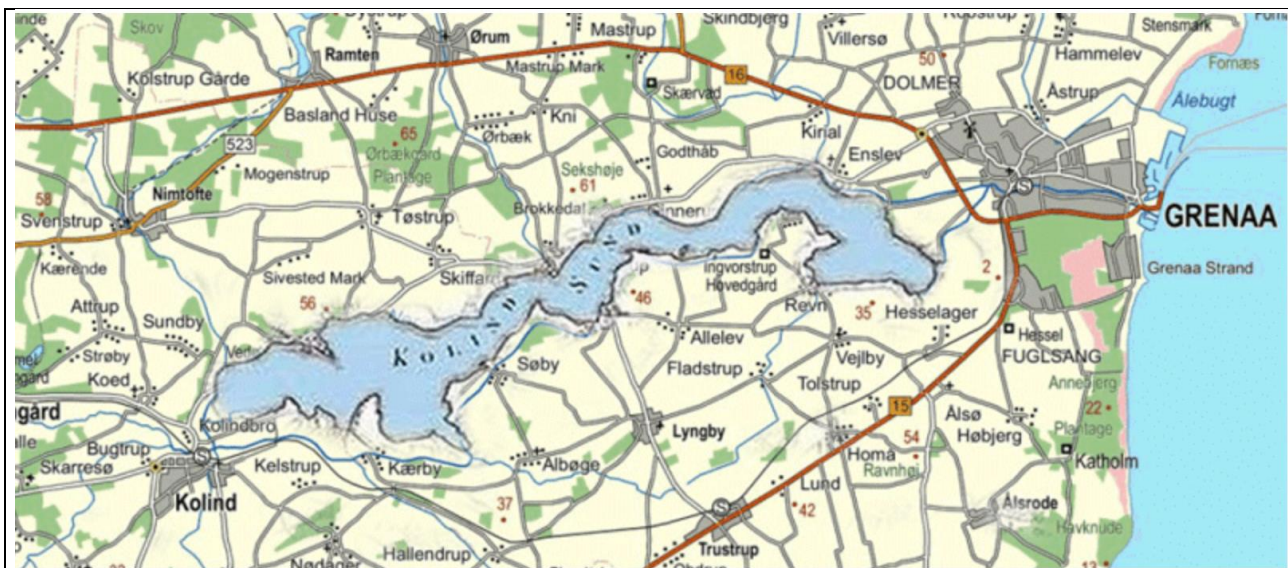 Skov
Ramten
Ørum
Mastrup
Skindbjerg
Villersø
Hammelev
Stensmark
Fornæs
Kolstrup Gårde
Mastrup Mark
16
50
DOLMER
Ålebugt
Skærvad
Åstrup
Basland Huse
Kni
65
Ørbæk
Kirial
523
Ørbækgård
Plantage
Godthåb
Enslev
Mogenstrup
Sekshøje
61
Nimtofte
58
Brokkedal
S
Svenstrup
Tøstrup
GRENAA
Kærende
Sivested Mark
Skiffard
KOLIND SUND
Ingvorstrup
Hovedgård
2
Grenaa Strand
46
Attrup
56
Revn
35
Hesselager
Sundby
Allelev
Hessel
FUGLSANG
Strøby
Søby
Fladstrup
Vejlby
Koed
Tolstrup
Annebjerg
22
Plantage
15
Ålsø
Kolindbro
Lyngby
54
Høbjerg
Bugtrup
Homå
Ravnhøj
Katholm
Skarresø
S
Kelstrup
Kærby
Albøge
Lund
Kolind
37
S
42
Ålsrode
Havknude
Hallendrup
Trustrup
Nødager
13